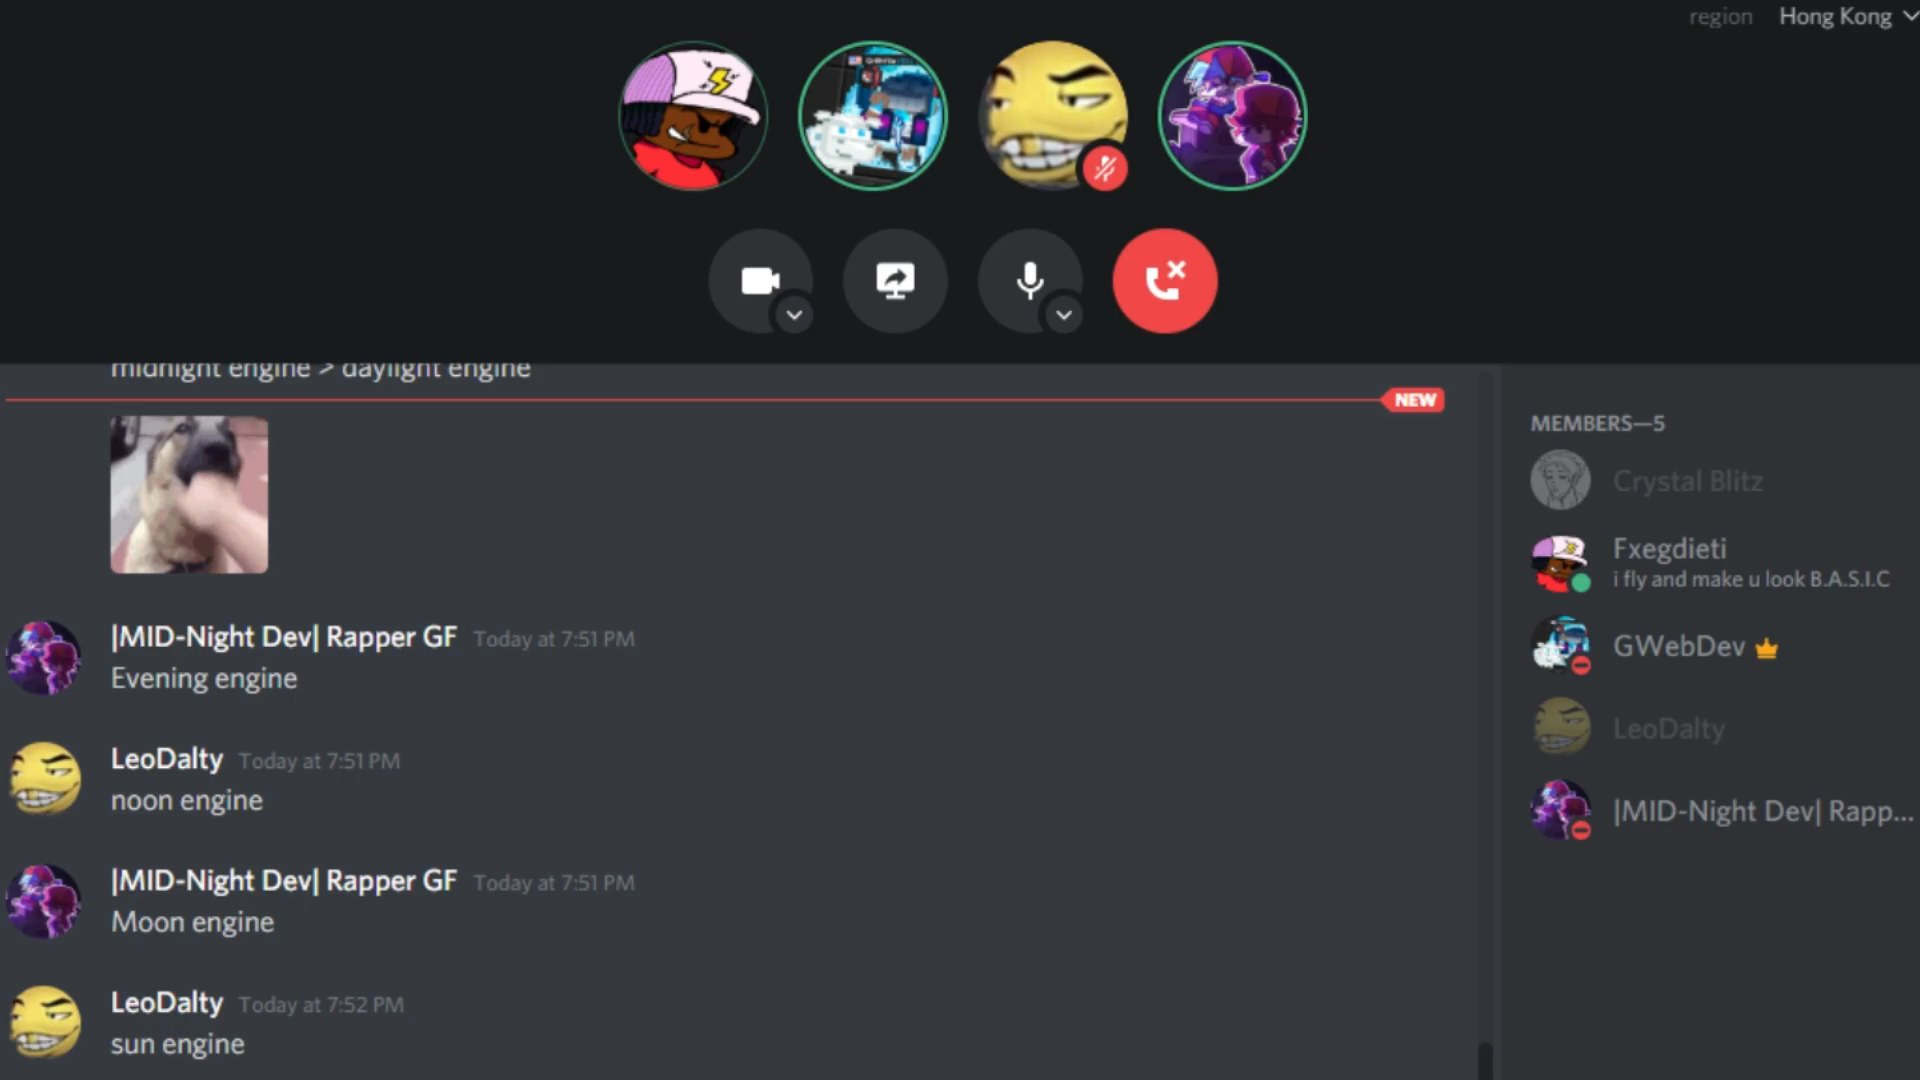 region Hong Kong
midnight engine > daylight engine
NEW
|MID-Night Dev| Rapper GF Today at 7:51 PM
Evening engine
LeoDalty Today at 7:51 PM
noon engine
|MID-Night Dev| Rapper GF Today at 7:51 PM
Moon engine
LeoDalty Today at 7:52 PM
sun engine
MEMBERS—5
Crystal Blitz
Fxegdieti
i fly and make u look B.A.S.I.C
GWebDev
LeoDalty
|MID-Night Dev| Rapp...